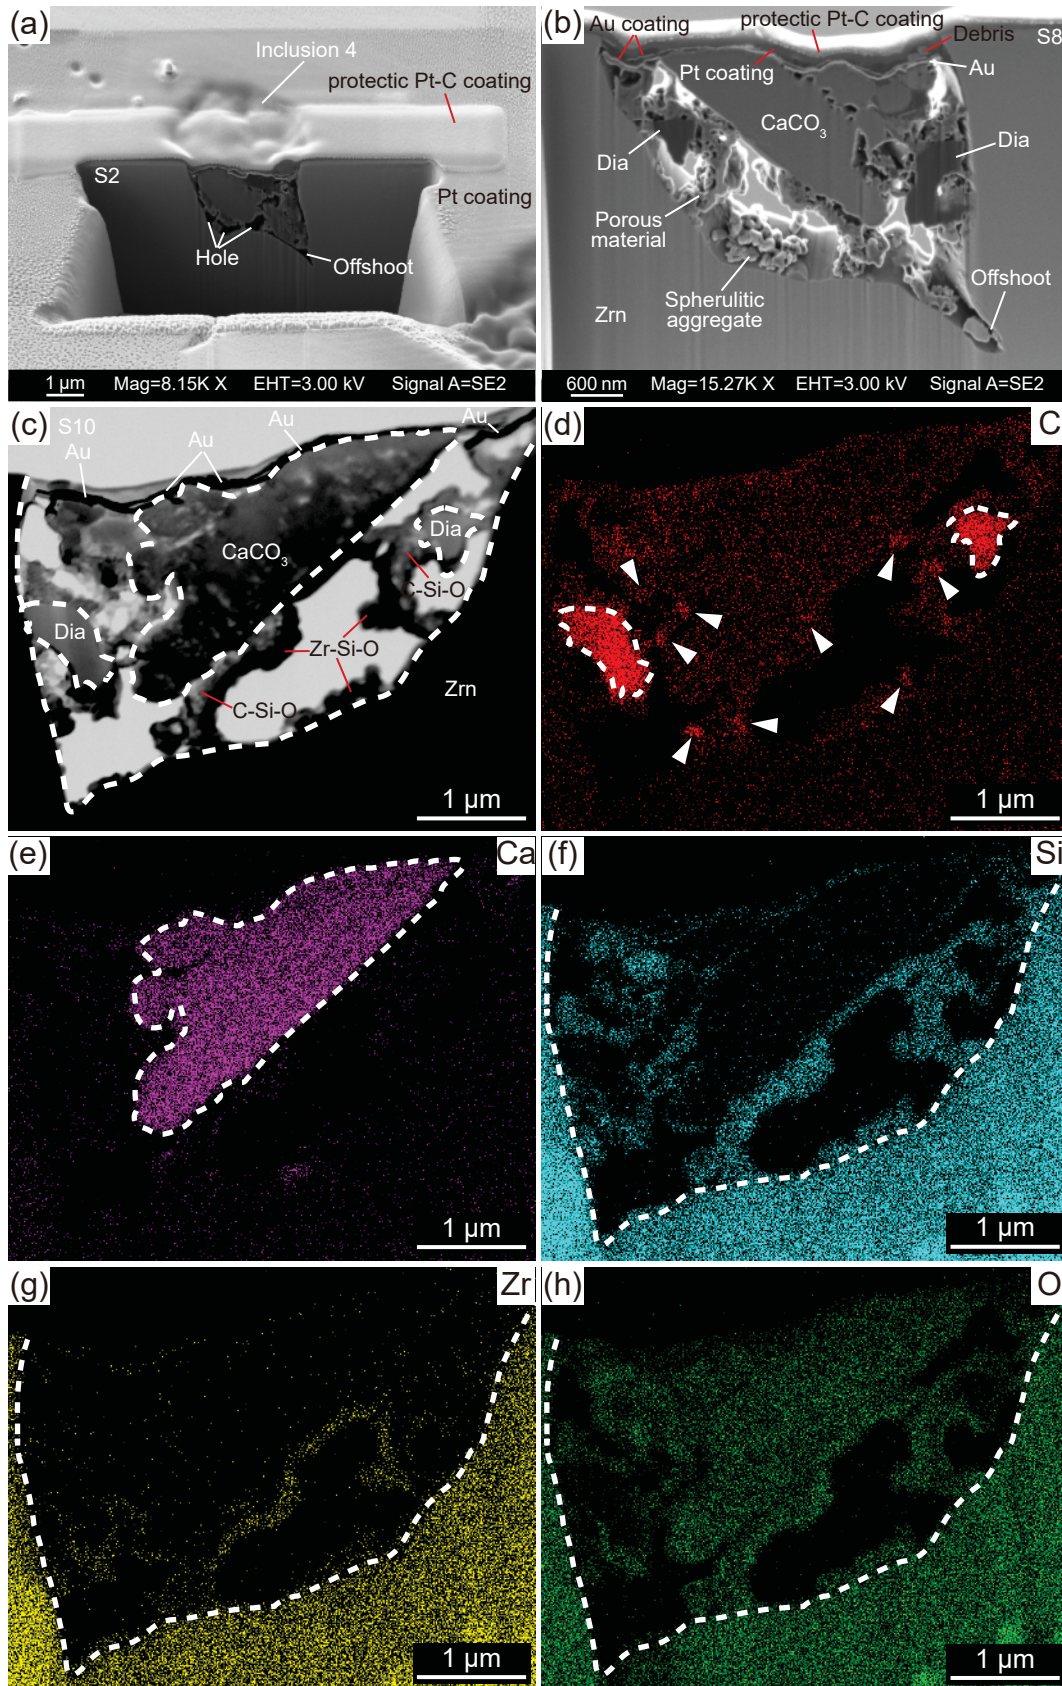 (a)
Inclusion 4
protectic Pt-C coating
S2
Pt coating
Hole
Offshoot
1 μm Mag=8.15K X EHT=3.00 kV Signal A=SE2
(b)
Au coating
protectic Pt-C coating
S8
Debris
Au
Pt coating
CaCO₃
Dia
Dia
Porous
material
Offshoot
Spherulitic
aggregate
Zrn
600 nm Mag=15.27K X EHT=3.00 kV Signal A=SE2
(c)
S10
Au
Au
Au
Au
Dia
CaCO₃
C-Si-O
Dia
Zr-Si-O
Zrn
C-Si-O
1 μm
(d)
C
1 μm
(e)
Ca
1 μm
(f)
Si
1 μm
(g)
Zr
1 μm
(h)
O
1 μm